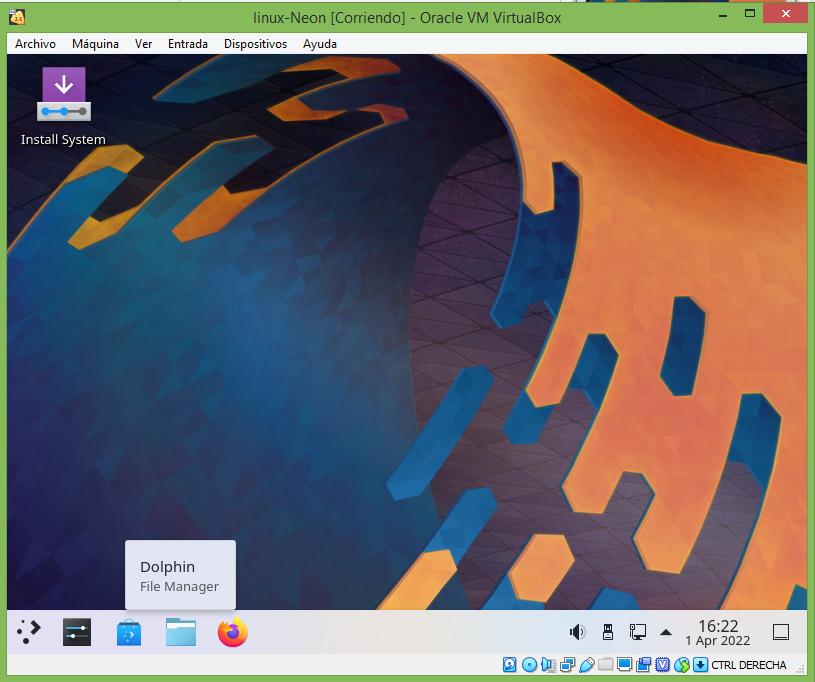 linux-Neon [Corriendo] - Oracle VM VirtualBox
Archivo Máquina Ver Entrada Dispositivos Ayuda
Install System
Dolphin
File Manager
16:22
1 Apr 2022
CTRL DERECHA